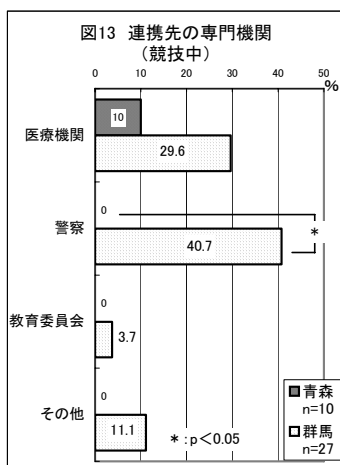 図13 連携先の専門機関
(競技中)
0 10 20 30 40 50
%
医療機関
10
29.6
警察
0
40.7
*
教育委員会
0
3.7
その他
0
11.1
*:p<0.05
青森
n=10
群馬
n=27